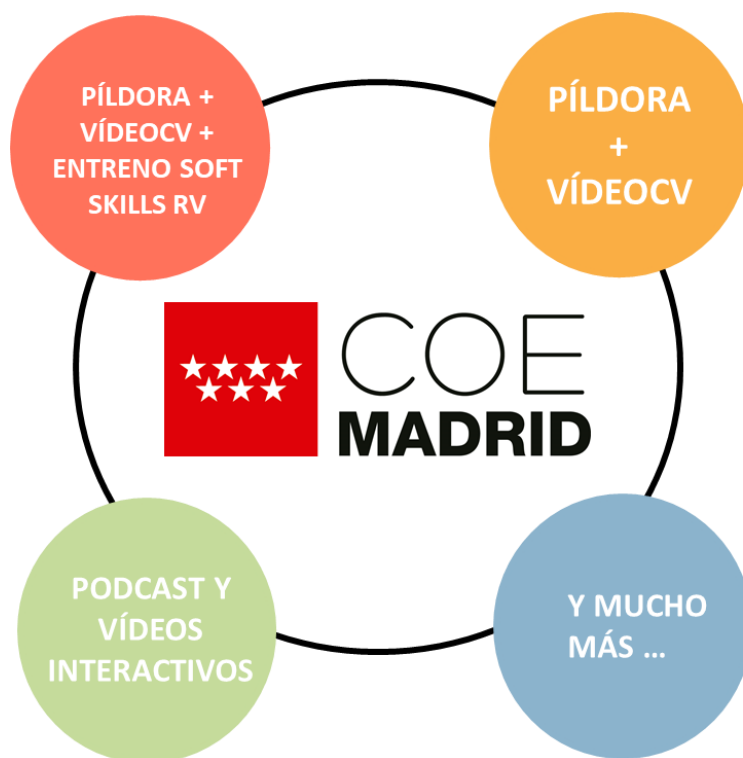 PÍLDORA +
VÍDEOCV +
ENTRENO SOFT
SKILLS RV
PÍLDORA
+
VÍDEOCV
COE
MADRID
PODCAST Y
VÍDEOS
INTERACTIVOS
Y MUCHO
MÁS ...